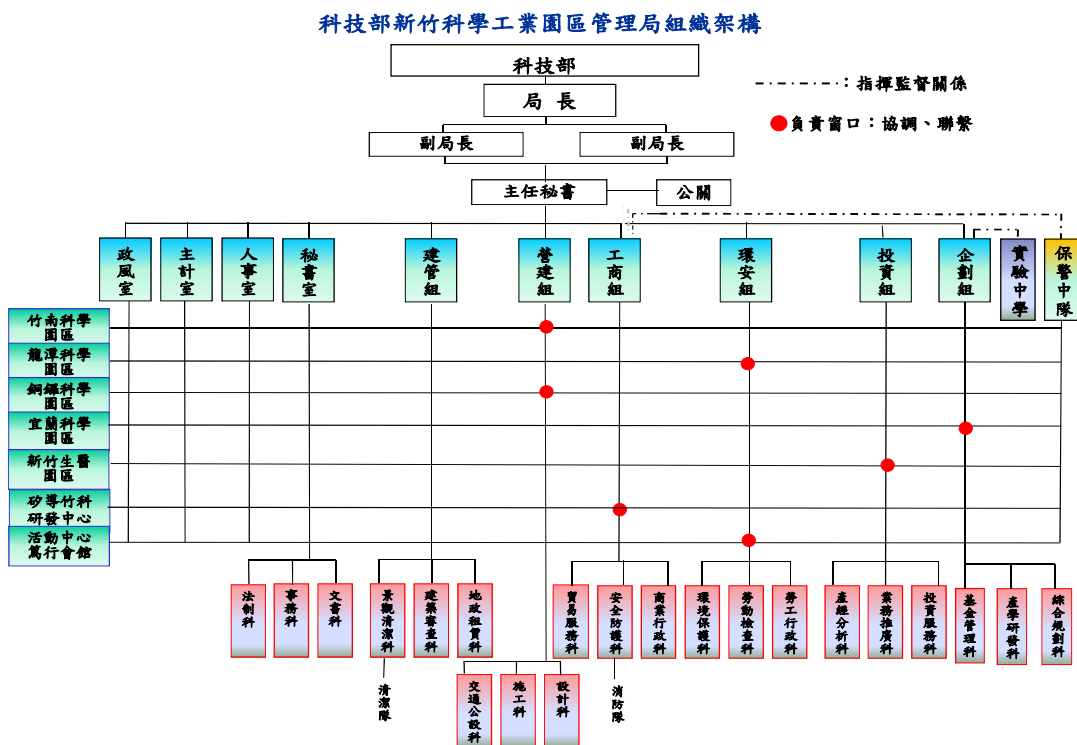 科技部新竹科學工業園區管理局組織架構
科技部
局 長
副局長
副局長
主任秘書
公關
：指揮監督關係
負責窗口：協調、聯繫
政風室
主計室
人事室
秘書室
建管組
營建組
工商組
環安組
投資組
企劃組
實驗中學
保警中隊
竹南科學
園區
龍潭科學
園區
銅鑼科學
園區
宜蘭科學
園區
新竹生醫
園區
矽導竹科
研發中心
活動中心
篤行會館
法制科
事務科
文書科
景觀清潔科
建築審查科
地政租賃科
貿易服務科
安全防護科
商業行政科
環境保護科
勞動檢查科
勞工行政科
產經分析科
業務推廣科
投資服務科
基金管理科
產學研發科
綜合規劃科
清潔隊
交通公設科
施工科
設計科
消防隊